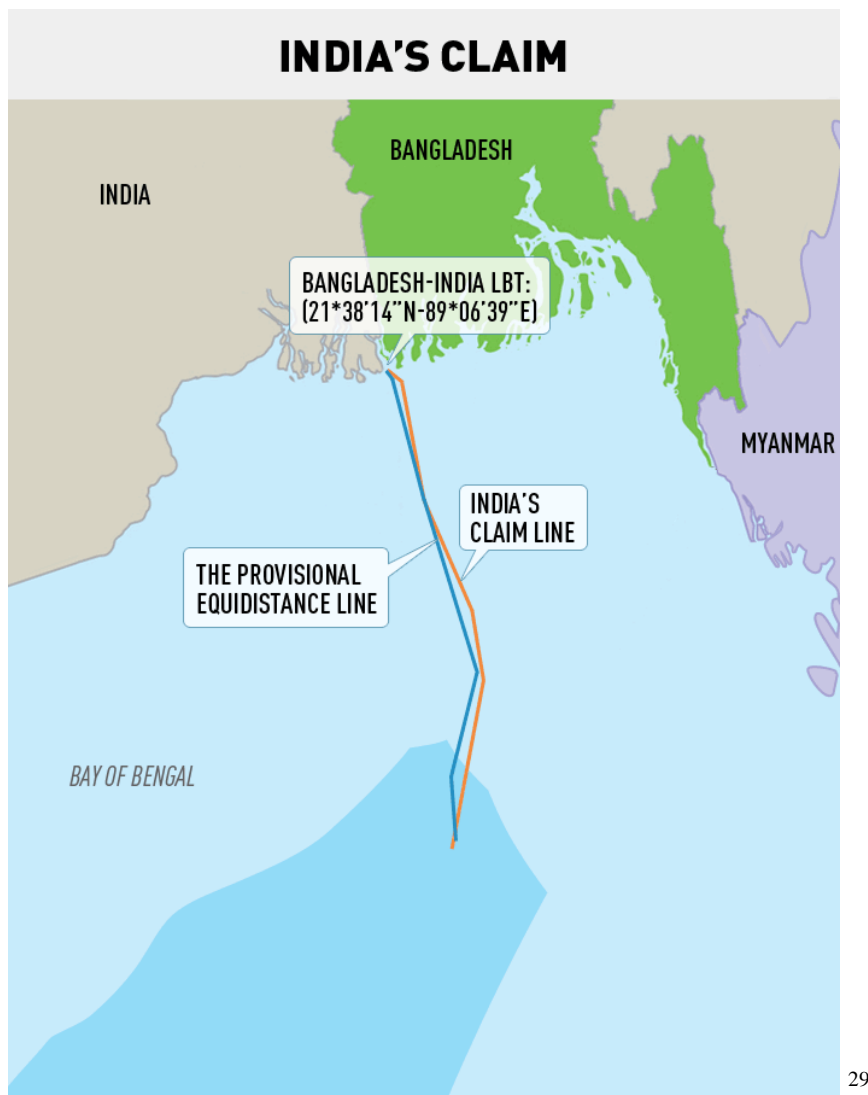 INDIA'S CLAIM
BANGLADESH
INDIA
BANGLADESH-INDIA LBT:
(21*38'14"N-89*06'39"E)
MYANMAR
INDIA'S
CLAIM LINE
THE PROVISIONAL
EQUIDISTANCE LINE
BAY OF BENGAL
29